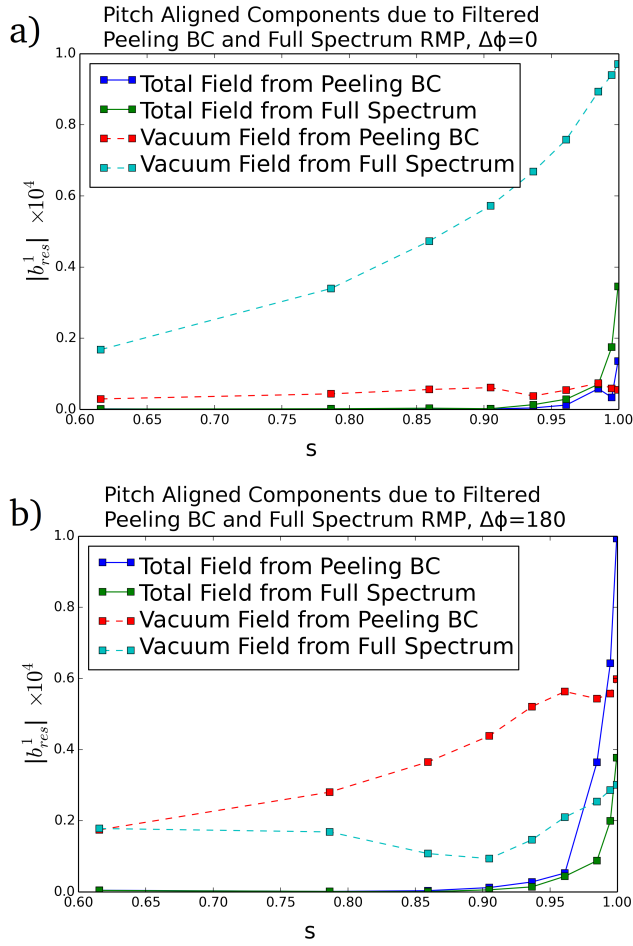 a)
Pitch Aligned Components due to Filtered
Peeling BC and Full Spectrum RMP, Δϕ=0
1.0
0.8
0.6
0.4
0.2
0.0
|b¹res| ×10⁴
Total Field from Peeling BC
Total Field from Full Spectrum
Vacuum Field from Peeling BC
Vacuum Field from Full Spectrum
0.60 0.65 0.70 0.75 0.80 0.85 0.90 0.95 1.00
s
b)
Pitch Aligned Components due to Filtered
Peeling BC and Full Spectrum RMP, Δϕ=180
1.0
0.8
0.6
0.4
0.2
0.0
|b¹res| ×10⁴
Total Field from Peeling BC
Total Field from Full Spectrum
Vacuum Field from Peeling BC
Vacuum Field from Full Spectrum
0.60 0.65 0.70 0.75 0.80 0.85 0.90 0.95 1.00
s